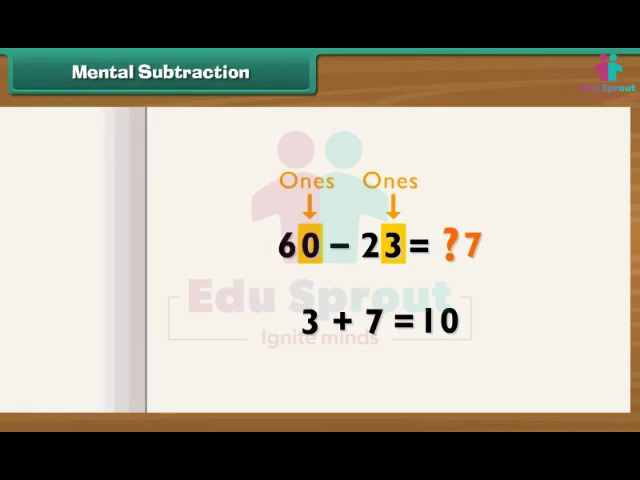 Mental Subtraction
Edu Sprout
Ones Ones
60 – 23 = ? 7
Edu Sprout
Ignite minds
3 + 7 = 10